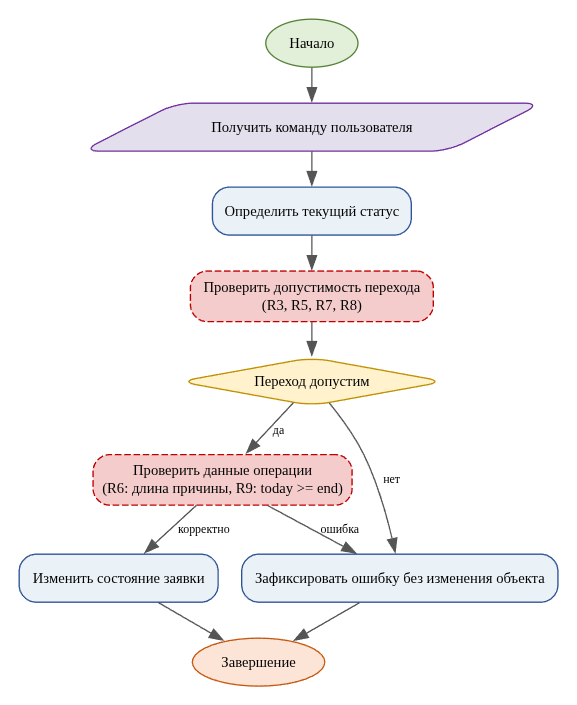 Начало
Получить команду пользователя
Определить текущий статус
Проверить допустимость перехода
(R3, R5, R7, R8)
Переход допустим
да
нет
Проверить данные операции
(R6: длина причины, R9: today >= end)
корректно
ошибка
Изменить состояние заявки
Зафиксировать ошибку без изменения объекта
Завершение